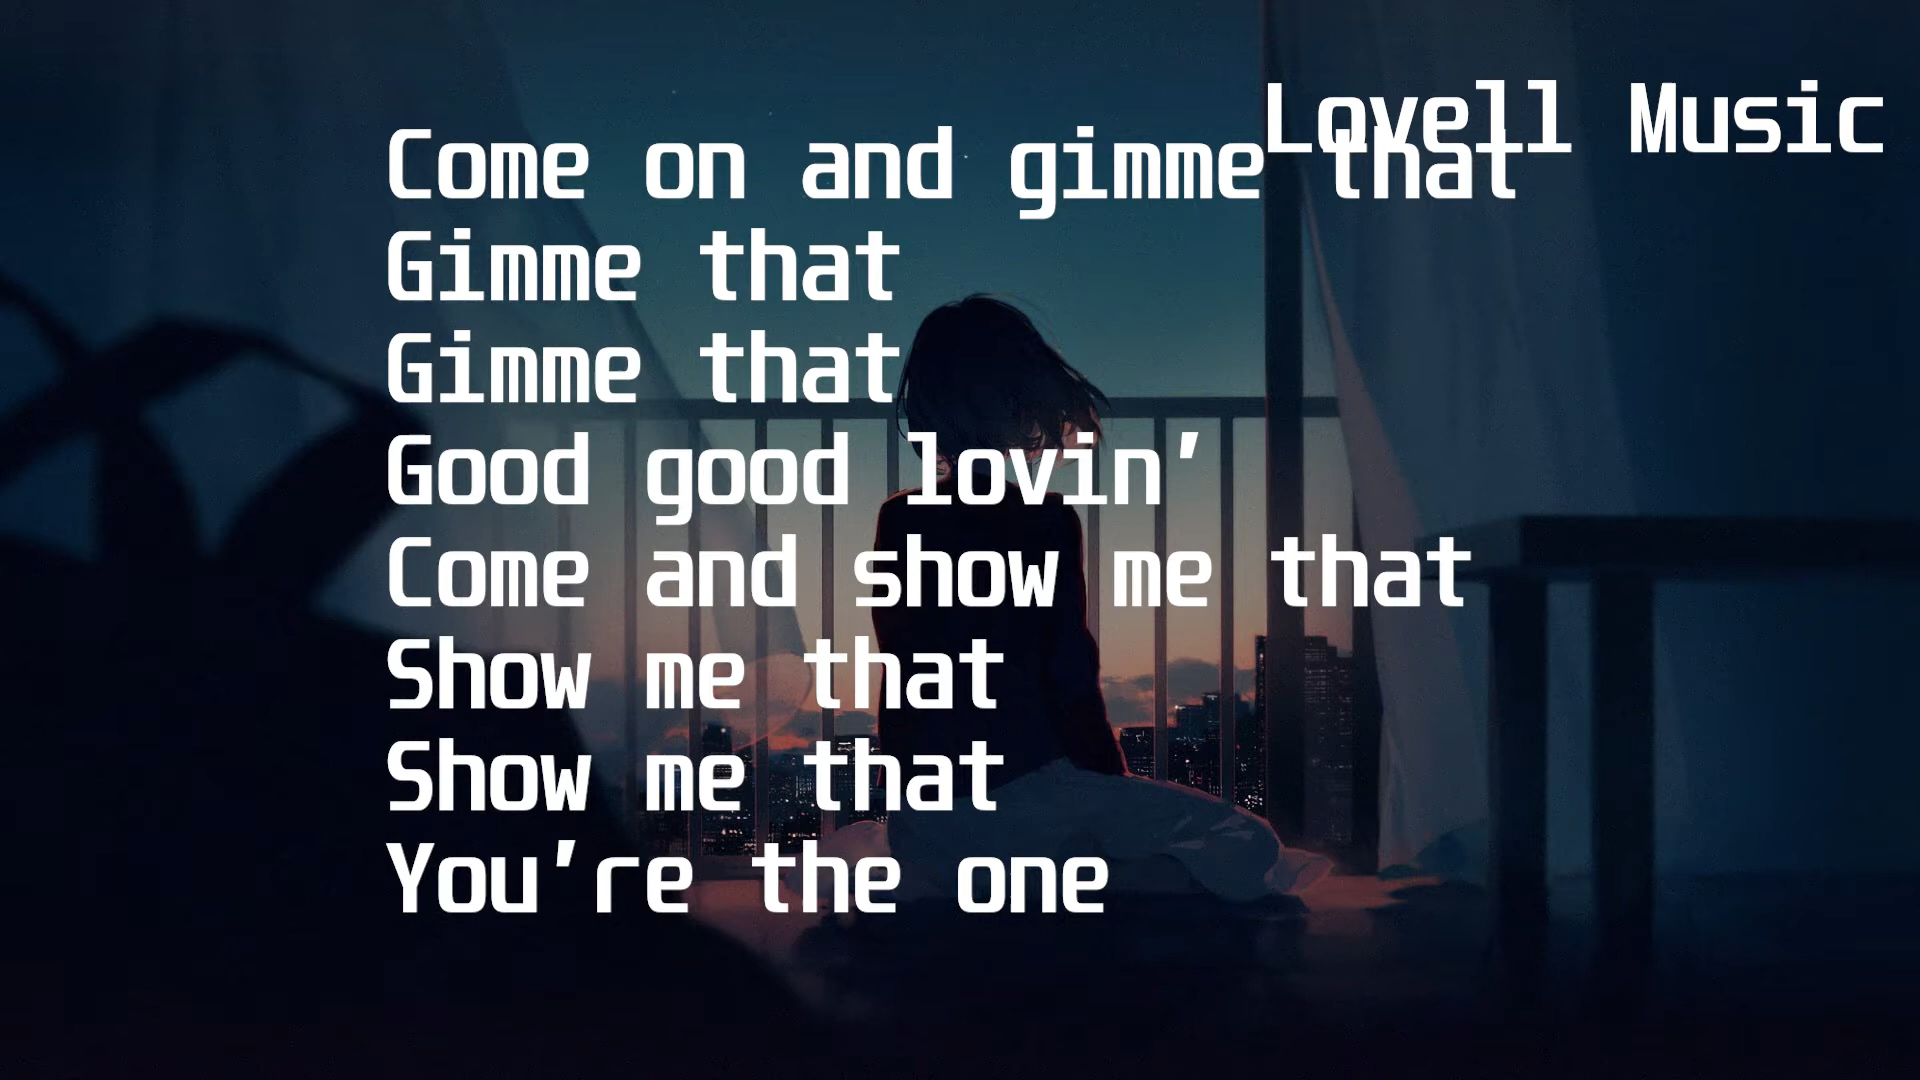 Lovell Music
Come on and gimme that
Gimme that
Gimme that
Good good lovin’
Come and show me that
Show me that
Show me that
You’re the one